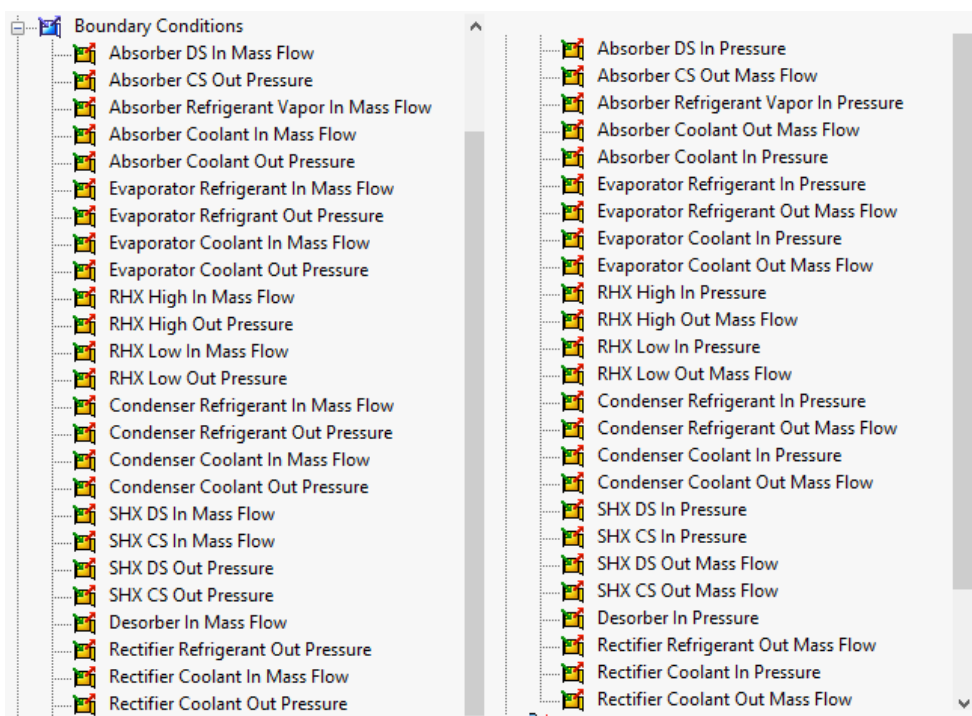 Boundary Conditions
Absorber DS In Mass Flow
Absorber CS Out Pressure
Absorber Refrigerant Vapor In Mass Flow
Absorber Coolant In Mass Flow
Absorber Coolant Out Pressure
Evaporator Refrigerant In Mass Flow
Evaporator Refrigrant Out Pressure
Evaporator Coolant In Mass Flow
Evaporator Coolant Out Pressure
RHX High In Mass Flow
RHX High Out Pressure
RHX Low In Mass Flow
RHX Low Out Pressure
Condenser Refrigerant In Mass Flow
Condenser Refrigerant Out Pressure
Condenser Coolant In Mass Flow
Condenser Coolant Out Pressure
SHX DS In Mass Flow
SHX CS In Mass Flow
SHX DS Out Pressure
SHX CS Out Pressure
Desorber In Mass Flow
Rectifier Refrigerant Out Pressure
Rectifier Coolant In Mass Flow
Rectifier Coolant Out Pressure
Absorber DS In Pressure
Absorber CS Out Mass Flow
Absorber Refrigerant Vapor In Pressure
Absorber Coolant Out Mass Flow
Absorber Coolant In Pressure
Evaporator Refrigerant In Pressure
Evaporator Refrigerant Out Mass Flow
Evaporator Coolant In Pressure
Evaporator Coolant Out Mass Flow
RHX High In Pressure
RHX High Out Mass Flow
RHX Low In Pressure
RHX Low Out Mass Flow
Condenser Refrigerant In Pressure
Condenser Refrigerant Out Mass Flow
Condenser Coolant In Pressure
Condenser Coolant Out Mass Flow
SHX DS In Pressure
SHX CS In Pressure
SHX DS Out Mass Flow
SHX CS Out Mass Flow
Desorber In Pressure
Rectifier Refrigerant Out Mass Flow
Rectifier Coolant In Pressure
Rectifier Coolant Out Mass Flow